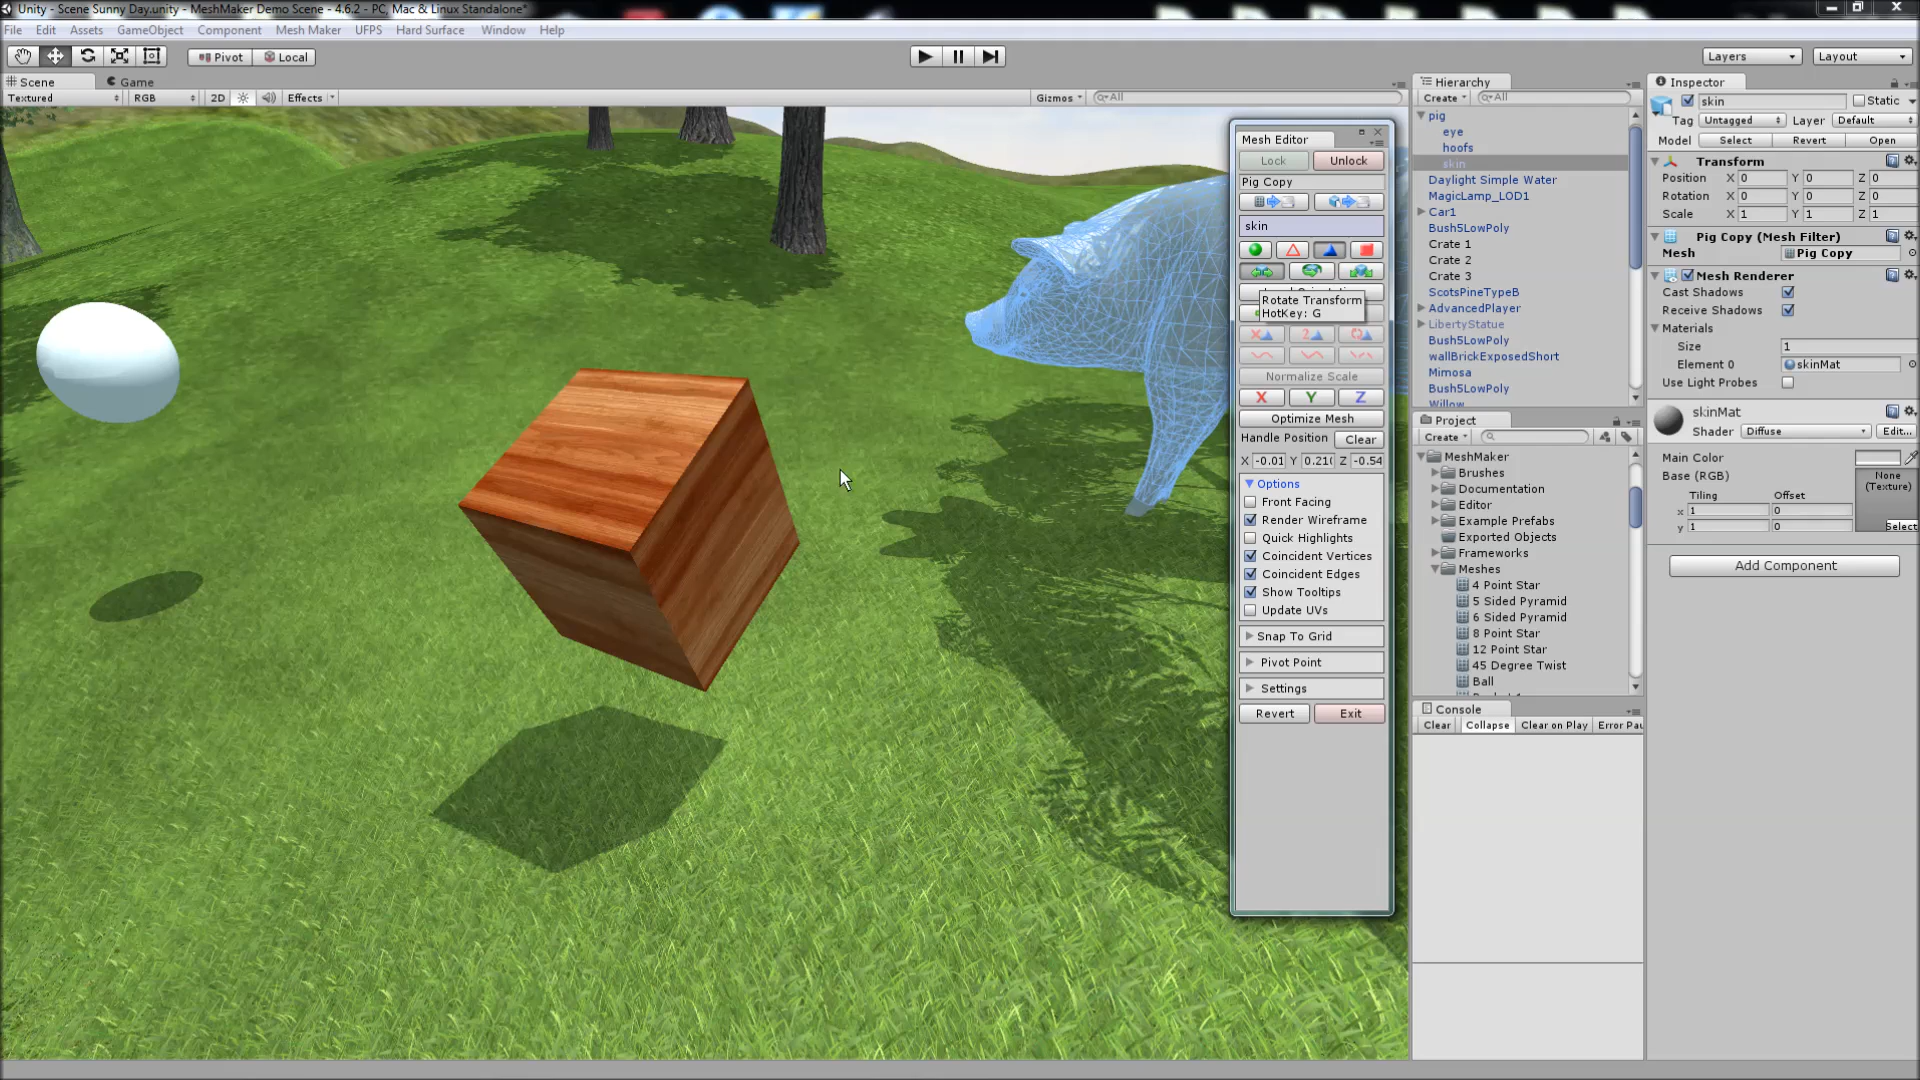 Unity - Scene Sunny Day.unity - MeshMaker Demo Scene - 4.6.2 - PC, Mac & Linux Standalone*
File Edit Assets GameObject Component Mesh Maker UFPS Hard Surface Window Help
Pivot Local Layers Layout
Scene Game
Textured RGB 2D Effects Gizmos All
Mesh Editor
Lock Unlock
Pig Copy
skin
Rotate Transform
HotKey: G
X 2
Normalize Scale
X Y Z
Optimize Mesh
Handle Position Clear
X -0.01 Y 0.21 Z -0.54
Options
Front Facing
Render Wireframe
Quick Highlights
Coincident Vertices
Coincident Edges
Show Tooltips
Update UVs
Snap To Grid
Pivot Point
Settings
Revert Exit
Hierarchy
Create All
pig
eye
hoofs
skin
Daylight Simple Water
MagicLamp_LOD1
Car1
Bush5LowPoly
Crate 1
Crate 2
Crate 3
ScotsPineTypeB
AdvancedPlayer
LibertyStatue
Bush5LowPoly
wallBrickExposedShort
Mimosa
Bush5LowPoly
Willow
Project
Create
MeshMaker
Brushes
Documentation
Editor
Example Prefabs
Exported Objects
Frameworks
Meshes
4 Point Star
5 Sided Pyramid
6 Sided Pyramid
8 Point Star
12 Point Star
45 Degree Twist
Ball
Console
Clear Collapse Clear on Play Error Pau
Inspector
skin Static
Tag Untagged Layer Default
Model Select Revert Open
Transform
Position X 0 Y 0 Z 0
Rotation X 0 Y 0 Z 0
Scale X 1 Y 1 Z 1
Pig Copy (Mesh Filter)
Mesh Pig Copy
Mesh Renderer
Cast Shadows
Receive Shadows
Materials
Size 1
Element 0 skinMat
Use Light Probes
skinMat
Shader Diffuse Edit...
Main Color
Base (RGB)
None
(Texture)
Tiling Offset
x 1 0
y 1 0
Select
Add Component